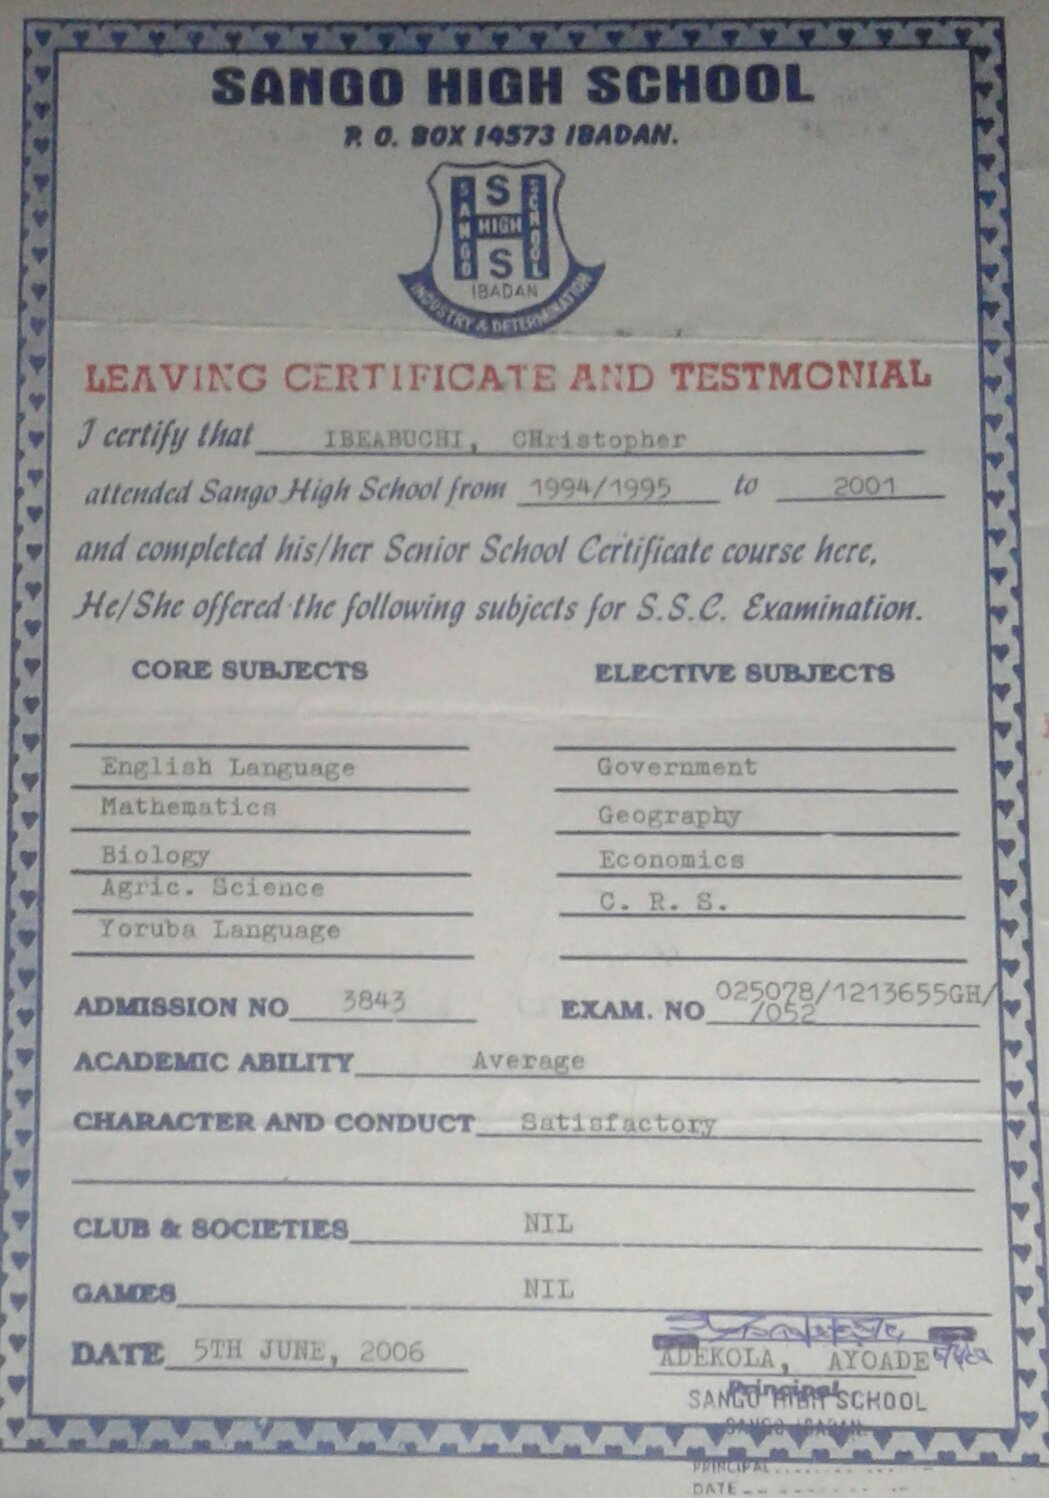 SANGO HIGH SCHOOL
P. O. BOX 14573 IBADAN.
SANGO
S
HIGH
S
SCHOOL
IBADAN
INDUSTRY & DETERMINATION
LEAVING CERTIFICATE AND TESTMONIAL
I certify that IBEABUCHI, CHristopher
attended Sango High School from 1994/1995 to 2001
and completed his/her Senior School Certificate course here,
He/She offered the following subjects for S.S.C. Examination.
CORE SUBJECTS ELECTIVE SUBJECTS
English Language Government
Mathematics Geography
Biology Economics
Agric. Science C. R. S.
Yoruba Language
ADMISSION NO 3843 EXAM. NO 025078/1213655GH/
/052
ACADEMIC ABILITY Average
CHARACTER AND CONDUCT Satisfactory
CLUB & SOCIETIES NIL
GAMES NIL
DATE 5TH JUNE, 2006 ADEKOLA, AYOADE
Principal
SANGO HIGH SCHOOL
SANGO IBADAN
PRINCIPAL
DATE